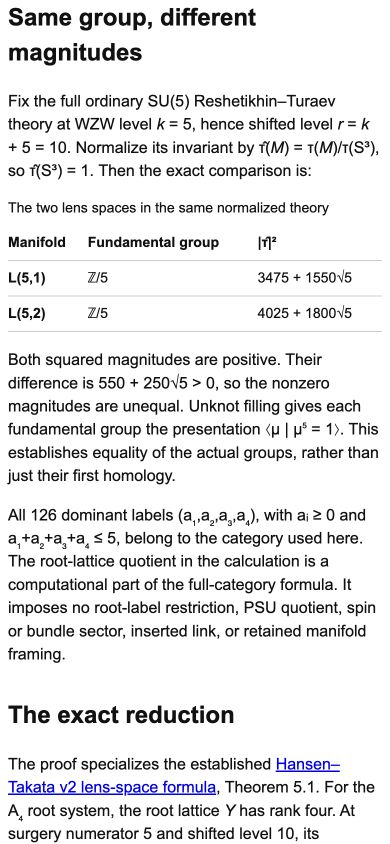 Same group, different
magnitudes
Fix the full ordinary SU(5) Reshetikhin–Turaev
theory at WZW level k = 5, hence shifted level r = k
+ 5 = 10. Normalize its invariant by τ̂(M) = τ(M)/τ(S³),
so τ̂(S³) = 1. Then the exact comparison is:
The two lens spaces in the same normalized theory
Manifold Fundamental group |τ̂|²
L(5,1) ℤ/5 3475 + 1550√5
L(5,2) ℤ/5 4025 + 1800√5
Both squared magnitudes are positive. Their
difference is 550 + 250√5 > 0, so the nonzero
magnitudes are unequal. Unknot filling gives each
fundamental group the presentation ⟨μ | μ⁵ = 1⟩. This
establishes equality of the actual groups, rather than
just their first homology.
All 126 dominant labels (a₁,a₂,a₃,a₄), with aᵢ ≥ 0 and
a₁+a₂+a₃+a₄ ≤ 5, belong to the category used here.
The root-lattice quotient in the calculation is a
computational part of the full-category formula. It
imposes no root-label restriction, PSU quotient, spin
or bundle sector, inserted link, or retained manifold
framing.
The exact reduction
The proof specializes the established Hansen–
Takata v2 lens-space formula, Theorem 5.1. For the
A₄ root system, the root lattice Y has rank four. At
surgery numerator 5 and shifted level 10, its